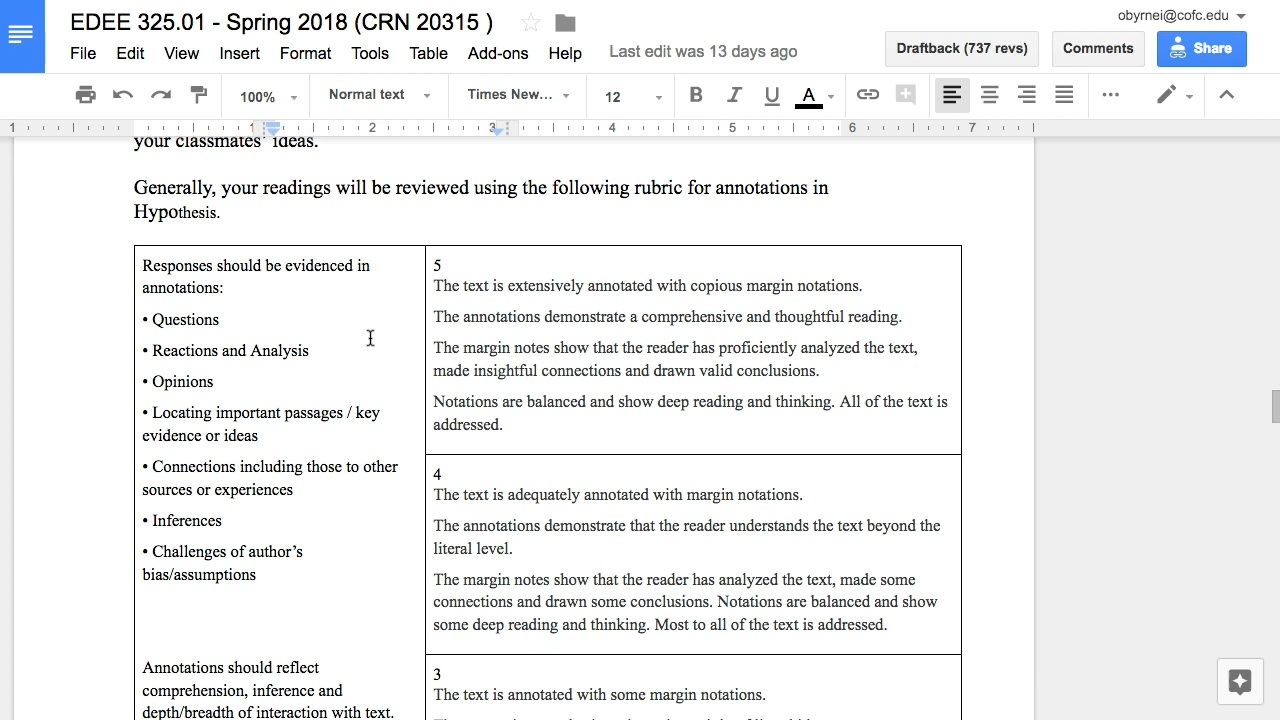 EDEE 325.01 - Spring 2018 (CRN 20315 )
obyrnei@cofc.edu
File Edit View Insert Format Tools Table Add-ons Help Last edit was 13 days ago
Draftback (737 revs) Comments Share
100% Normal text Times New... 12 B I U A
1 1 2 3 4 5 6 7
your classmates' ideas.
Generally, your readings will be reviewed using the following rubric for annotations in
Hypothesis.
Responses should be evidenced in
annotations:
• Questions
• Reactions and Analysis
• Opinions
• Locating important passages / key
evidence or ideas
• Connections including those to other
sources or experiences
• Inferences
• Challenges of author’s
bias/assumptions
Annotations should reflect
comprehension, inference and
depth/breadth of interaction with text.
5
The text is extensively annotated with copious margin notations.
The annotations demonstrate a comprehensive and thoughtful reading.
The margin notes show that the reader has proficiently analyzed the text,
made insightful connections and drawn valid conclusions.
Notations are balanced and show deep reading and thinking. All of the text is
addressed.
4
The text is adequately annotated with margin notations.
The annotations demonstrate that the reader understands the text beyond the
literal level.
The margin notes show that the reader has analyzed the text, made some
connections and drawn some conclusions. Notations are balanced and show
some deep reading and thinking. Most to all of the text is addressed.
3
The text is annotated with some margin notations.